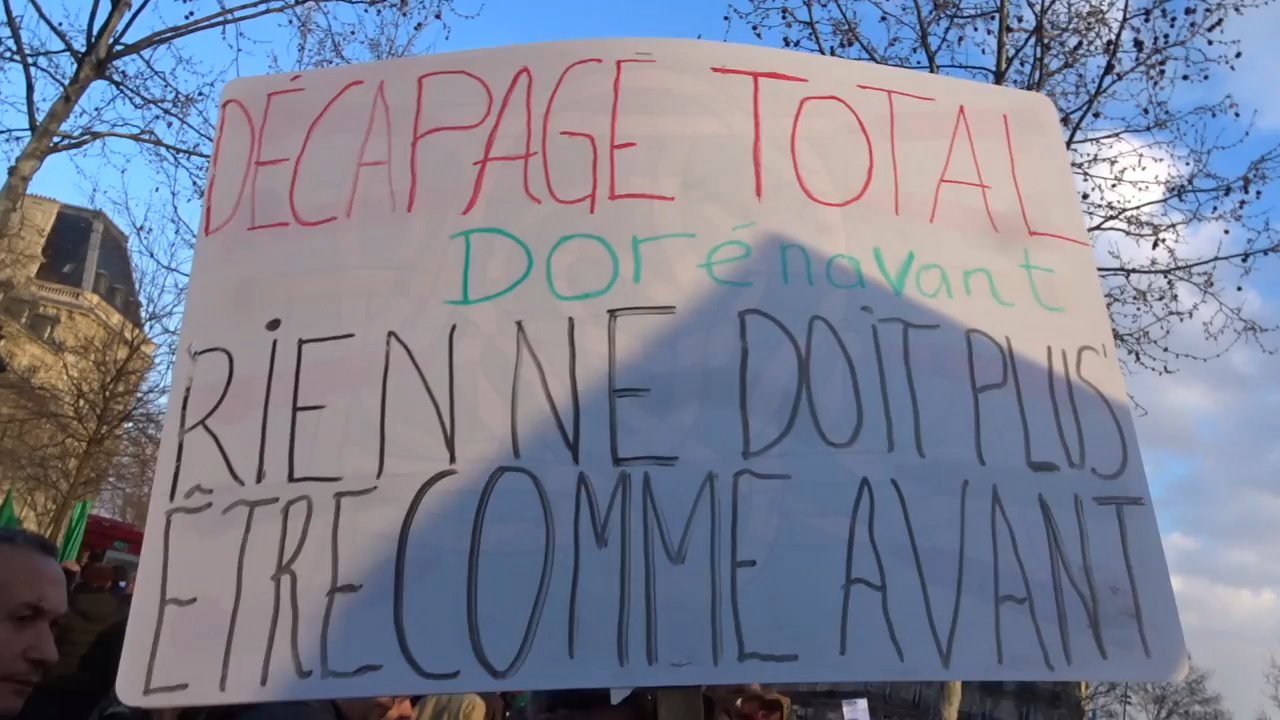 DÉCAPAGE TOTAL
Dorénavant
RiEN NE DOiT PLUS
ÊTRE COMME AVANT